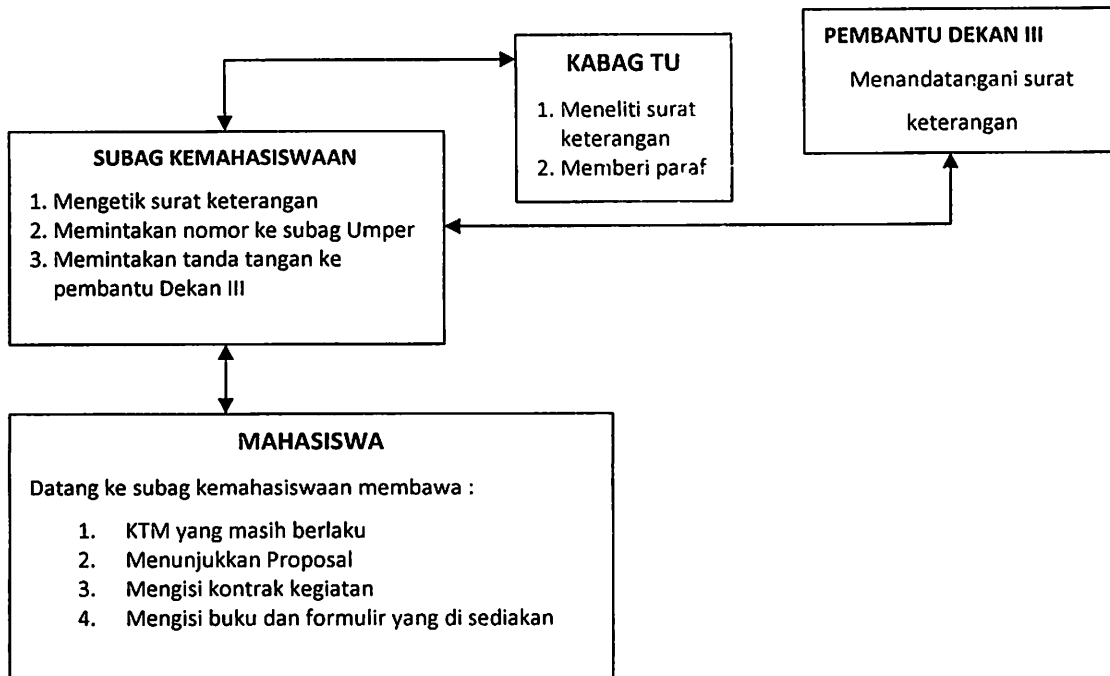 KABAG TU
1. Meneliti surat
keterangan
2. Memberi paraf
PEMBANTU DEKAN III
Menandatangani surat
keterangan
SUBAG KEMAHASISWAAN
1. Mengetik surat keterangan
2. Memintakan nomor ke subag Umper
3. Memintakan tanda tangan ke
pembantu Dekan III
MAHASISWA
Datang ke subag kemahasiswaan membawa :
1. KTM yang masih berlaku
2. Menunjukkan Proposal
3. Mengisi kontrak kegiatan
4. Mengisi buku dan formulir yang di sediakan